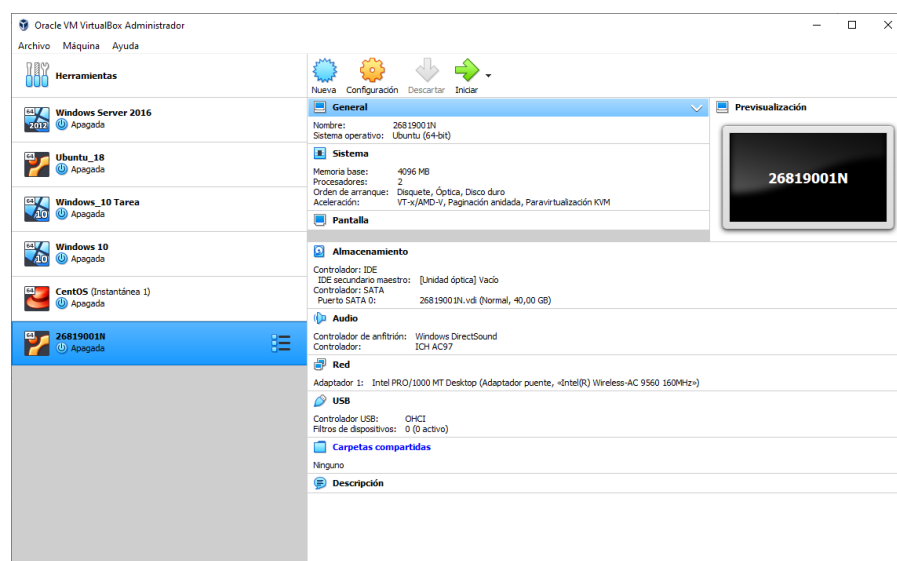 Oracle VM VirtualBox Administrador
Archivo Máquina Ayuda
Herramientas
Windows Server 2016
Apagada
Ubuntu_18
Apagada
Windows_10 Tarea
Apagada
Windows 10
Apagada
CentOS (Instantánea 1)
Apagada
26819001N
Apagada
Nueva Configuración Descartar Iniciar
General
Nombre: 26819001N
Sistema operativo: Ubuntu (64-bit)
Sistema
Memoria base: 4096 MB
Procesadores: 2
Orden de arranque: Disquete, Óptica, Disco duro
Aceleración: VT-x/AMD-V, Paginación anidada, Paravirtualización KVM
Pantalla
Almacenamiento
Controlador: IDE
IDE secundario maestro: [Unidad óptica] Vacío
Controlador: SATA
Puerto SATA 0: 26819001N.vdi (Normal, 40,00 GB)
Audio
Controlador de anfitrión: Windows DirectSound
Controlador: ICH AC97
Red
Adaptador 1: Intel PRO/1000 MT Desktop (Adaptador puente, «Intel(R) Wireless-AC 9560 160MHz»)
USB
Controlador USB: OHCI
Filtros de dispositivos: 0 (0 activo)
Carpetas compartidas
Ninguno
Descripción
Previsualización
26819001N